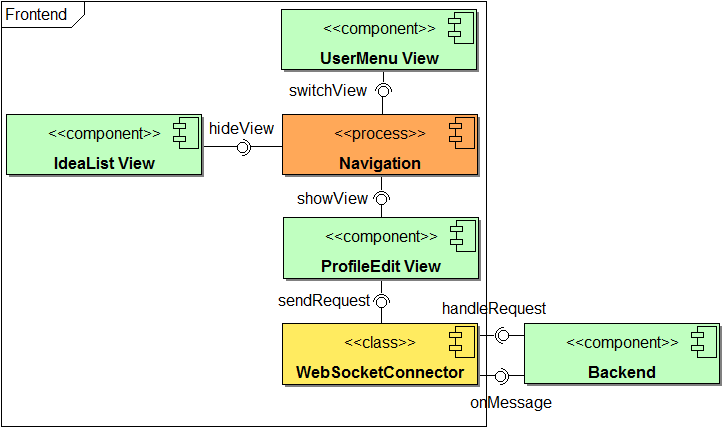 Frontend
<<component>>
UserMenu View
switchView
<<component>>
IdeaList View
hideView
<<process>>
Navigation
showView
<<component>>
ProfileEdit View
sendRequest
handleRequest
<<class>>
WebSocketConnector
<<component>>
Backend
onMessage